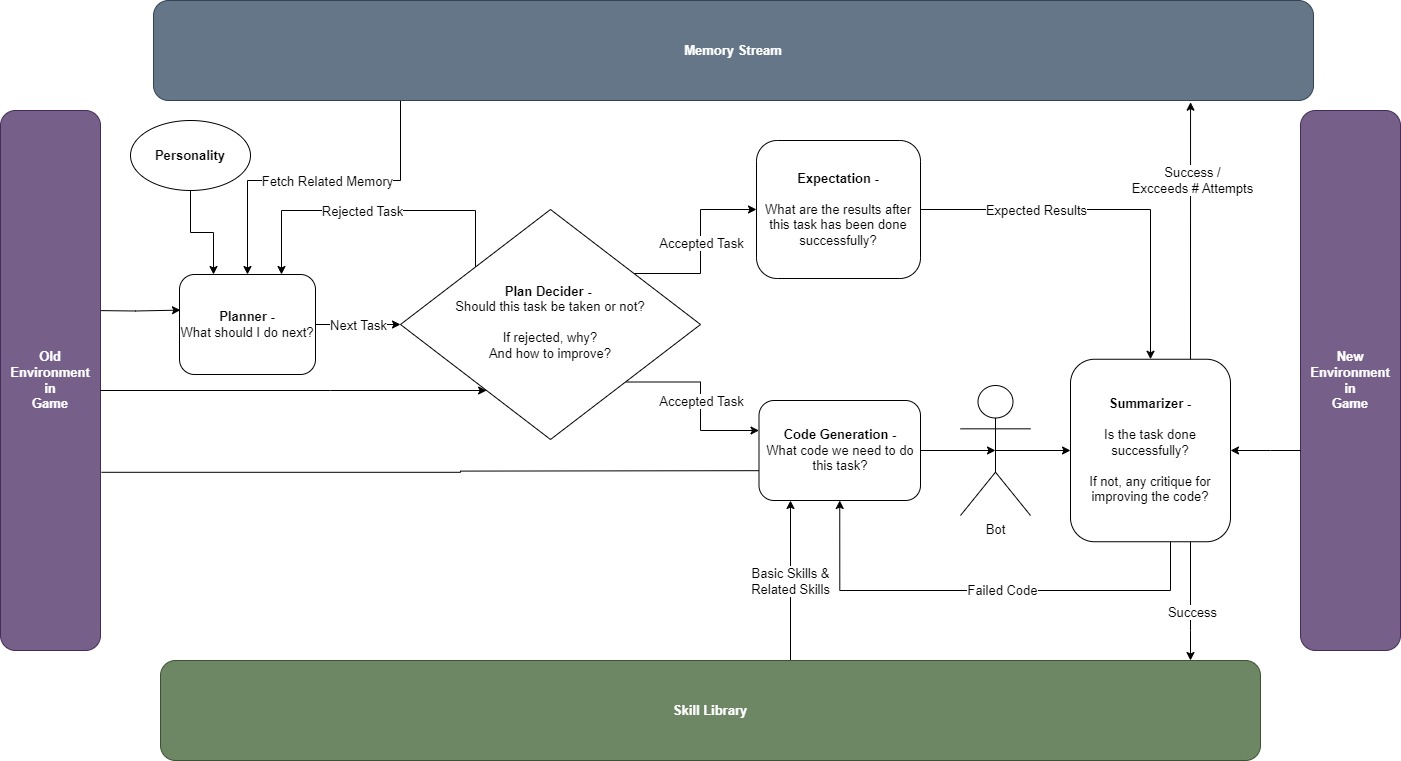 Memory Stream
Personality
Fetch Related Memory
Rejected Task
Planner -
What should I do next?
Next Task
Plan Decider -
Should this task be taken or not?
If rejected, why?
And how to improve?
Accepted Task
Accepted Task
Expectation -
What are the results after
this task has been done
successfully?
Expected Results
Success /
Excceeds # Attempts
Old
Environment
in
Game
New
Environment
in
Game
Code Generation -
What code we need to do
this task?
Bot
Summarizer -
Is the task done
successfully?
If not, any critique for
improving the code?
Basic Skills &
Related Skills
Failed Code
Success
Skill Library